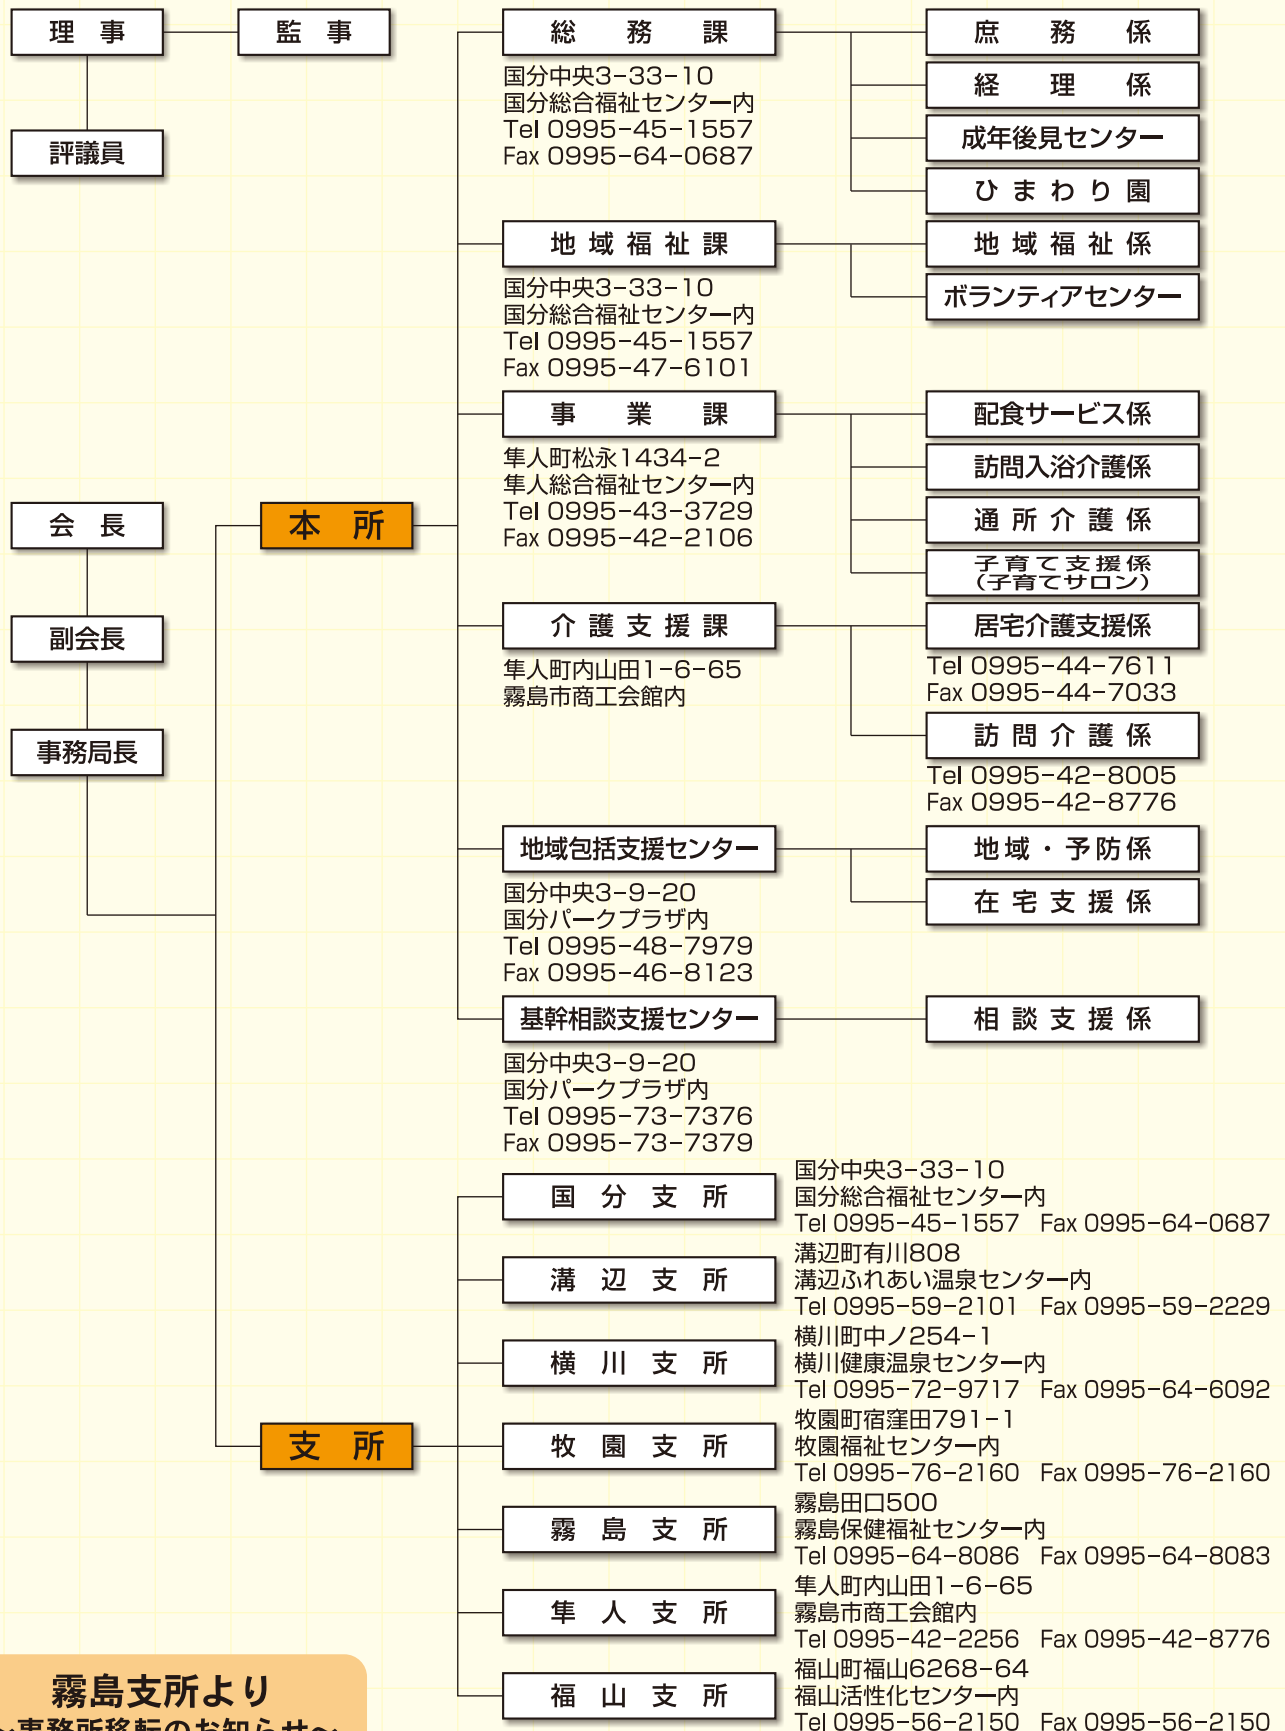 理事
監事
評議員
会長
副会長
事務局長
本所
総務課
国分中央3-33-10
国分総合福祉センター内
Tel 0995-45-1557
Fax 0995-64-0687
庶務係
経理係
成年後見センター
ひまわり園
地域福祉課
国分中央3-33-10
国分総合福祉センター内
Tel 0995-45-1557
Fax 0995-47-6101
地域福祉係
ボランティアセンター
事業課
隼人町松永1434-2
隼人総合福祉センター内
Tel 0995-43-3729
Fax 0995-42-2106
配食サービス係
訪問入浴介護係
通所介護係
子育て支援係
(子育てサロン)
介護支援課
隼人町内山田1-6-65
霧島市商工会館内
居宅介護支援係
Tel 0995-44-7611
Fax 0995-44-7033
訪問介護係
Tel 0995-42-8005
Fax 0995-42-8776
地域包括支援センター
国分中央3-9-20
国分パークプラザ内
Tel 0995-48-7979
Fax 0995-46-8123
地域・予防係
在宅支援係
基幹相談支援センター
国分中央3-9-20
国分パークプラザ内
Tel 0995-73-7376
Fax 0995-73-7379
相談支援係
支所
国分支所
国分中央3-33-10
国分総合福祉センター内
Tel 0995-45-1557 Fax 0995-64-0687
溝辺支所
溝辺町有川808
溝辺ふれあい温泉センター内
Tel 0995-59-2101 Fax 0995-59-2229
横川支所
横川町中ノ254-1
横川健康温泉センター内
Tel 0995-72-9717 Fax 0995-64-6092
牧園支所
牧園町宿窪田791-1
牧園福祉センター内
Tel 0995-76-2160 Fax 0995-76-2160
霧島支所
霧島田口500
霧島保健福祉センター内
Tel 0995-64-8086 Fax 0995-64-8083
隼人支所
隼人町内山田1-6-65
霧島市商工会館内
Tel 0995-42-2256 Fax 0995-42-8776
福山支所
福山町福山6268-64
福山活性化センター内
Tel 0995-56-2150 Fax 0995-56-2150
霧島支所より
~事務所移転のお知らせ~